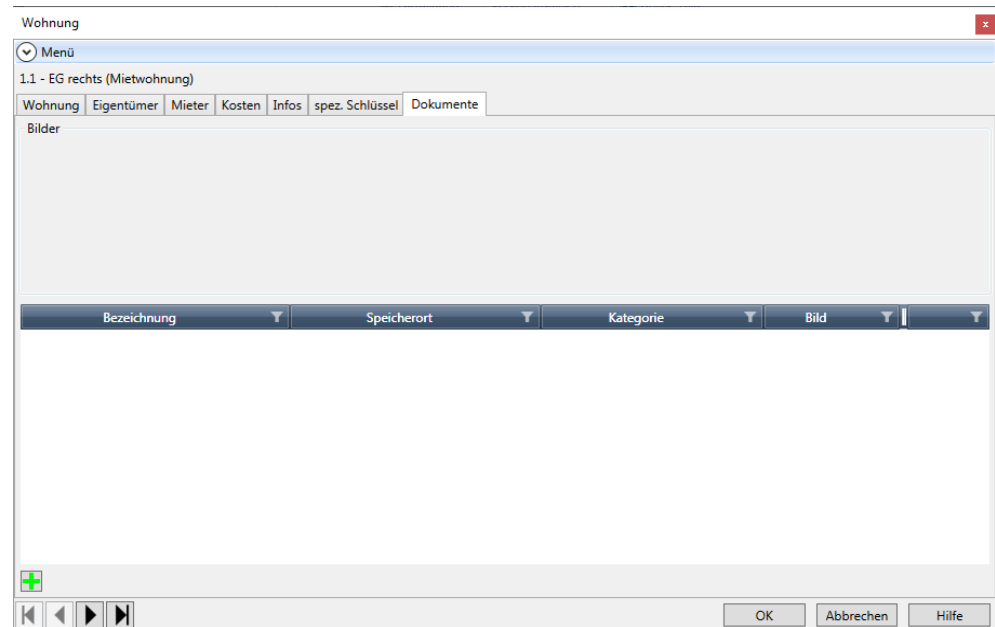 Wohnung
x
Menü
1.1 - EG rechts (Mietwohnung)
Wohnung Eigentümer Mieter Kosten Infos spez. Schlüssel Dokumente
Bilder
Bezeichnung Speicherort Kategorie Bild
OK Abbrechen Hilfe